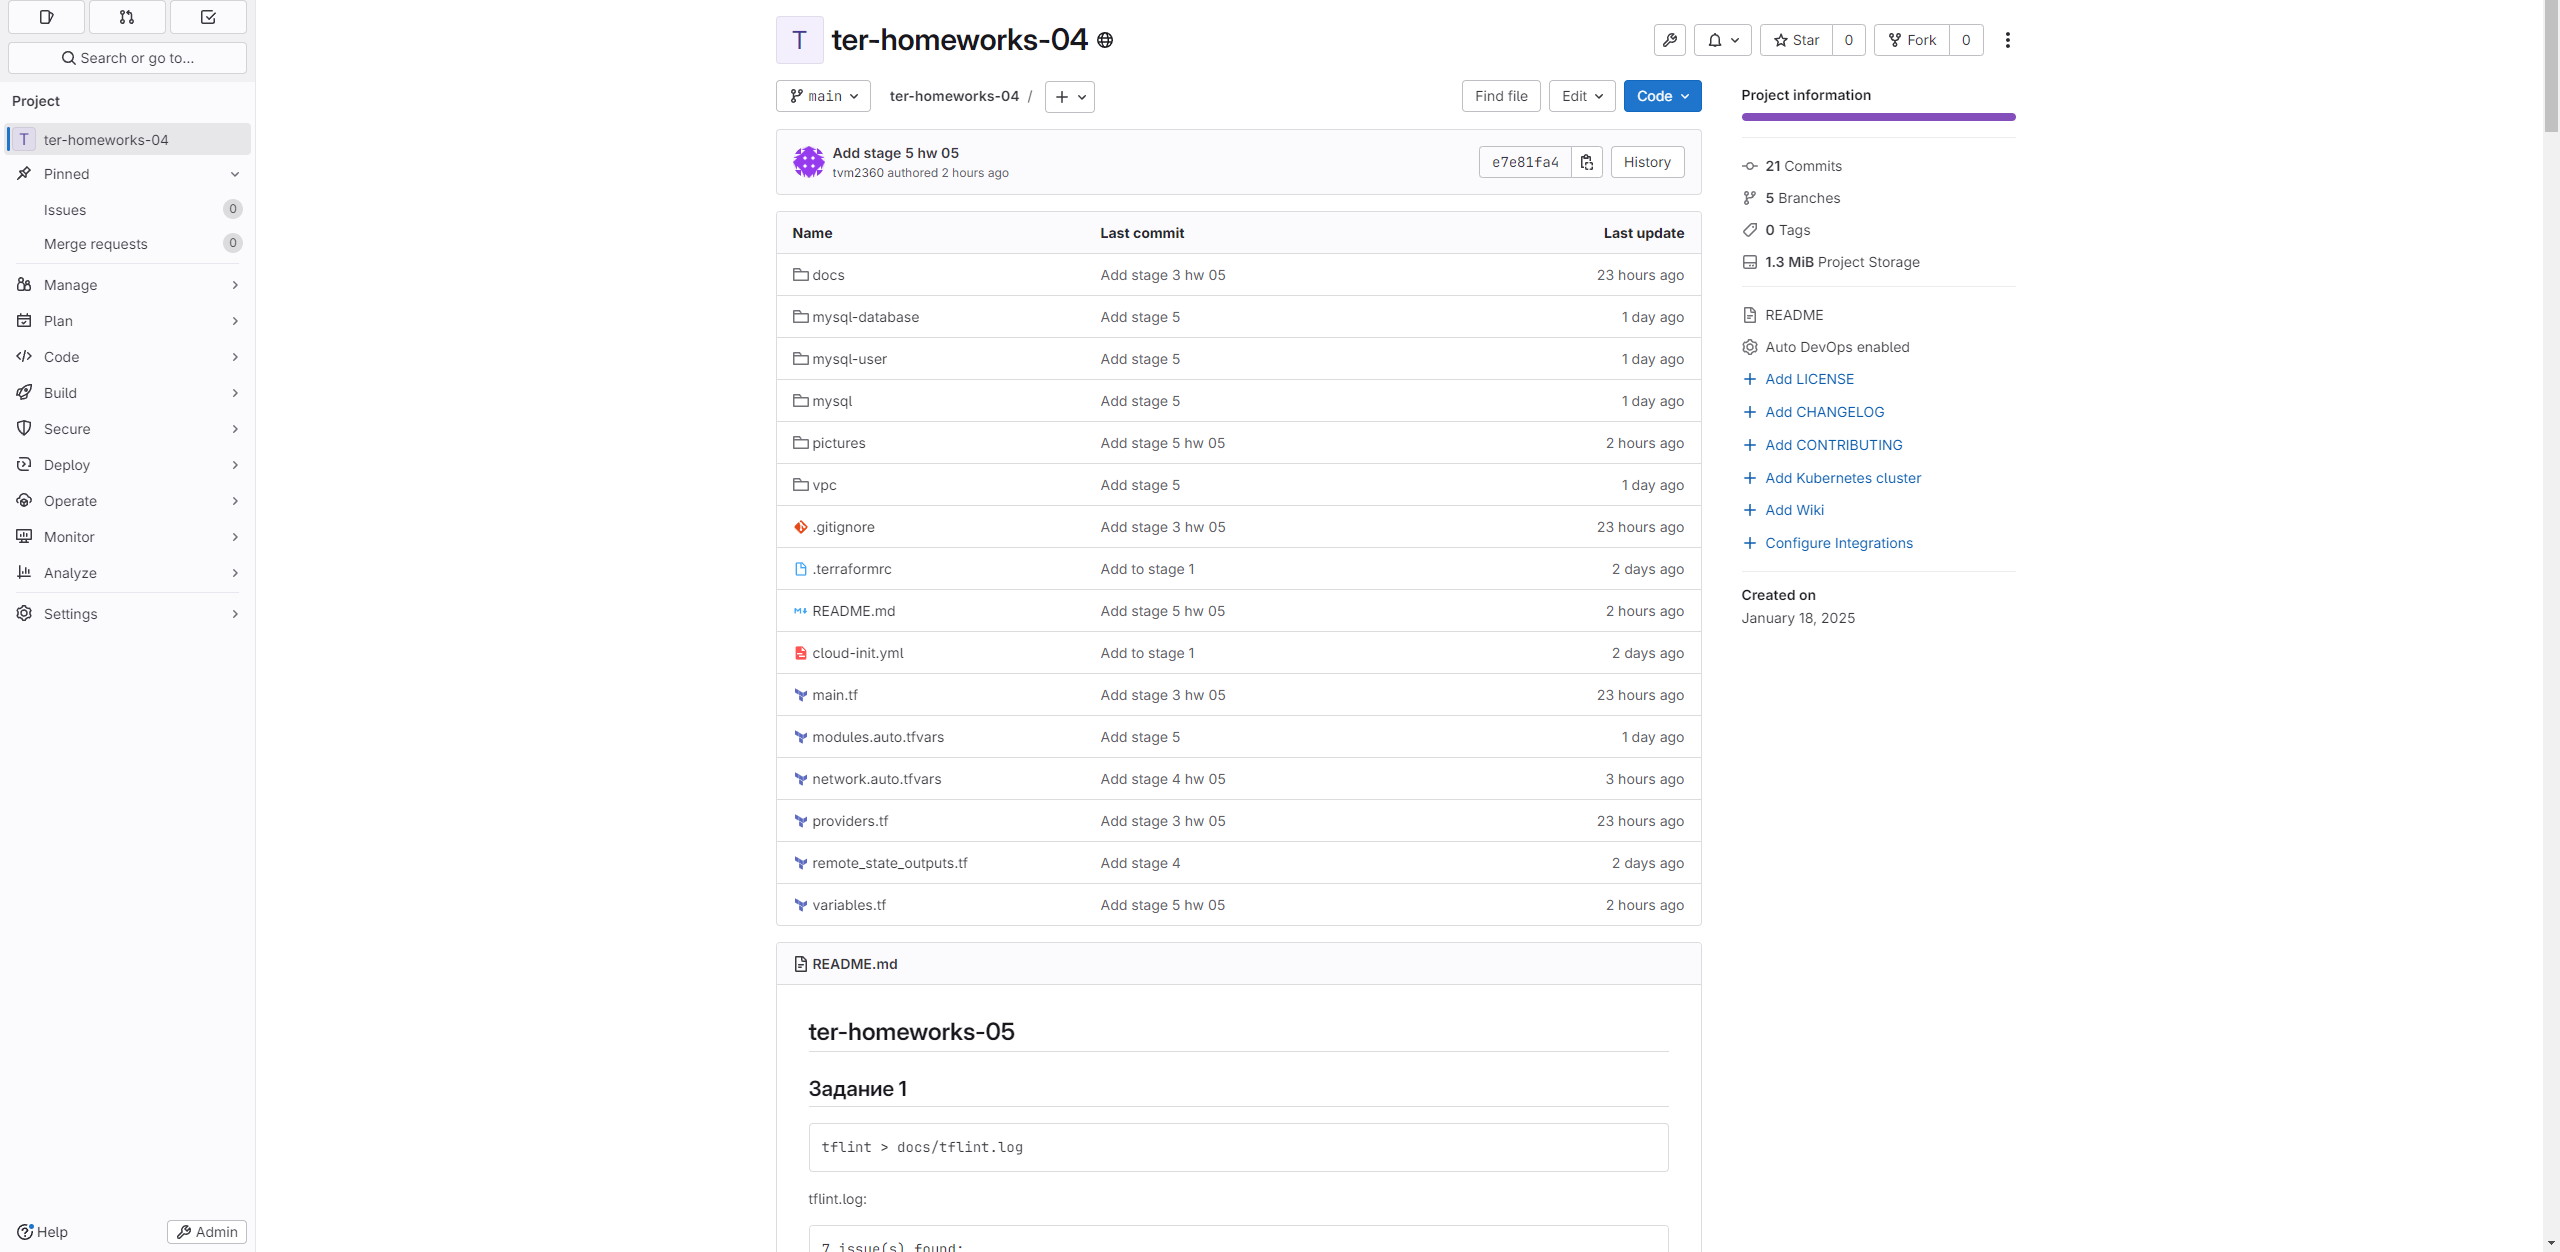 T ter-homeworks-04
Star 0
Fork 0
Search or go to...
Project
T ter-homeworks-04
Pinned
Issues 0
Merge requests 0
Manage
Plan
Code
Build
Secure
Deploy
Operate
Monitor
Analyze
Settings
Help
Admin
main
ter-homeworks-04 /
Find file
Edit
Code
Add stage 5 hw 05
tvm2360 authored 2 hours ago
e7e81fa4
History
Name Last commit Last update
docs Add stage 3 hw 05 23 hours ago
mysql-database Add stage 5 1 day ago
mysql-user Add stage 5 1 day ago
mysql Add stage 5 1 day ago
pictures Add stage 5 hw 05 2 hours ago
vpc Add stage 5 1 day ago
.gitignore Add stage 3 hw 05 23 hours ago
.terraformrc Add to stage 1 2 days ago
README.md Add stage 5 hw 05 2 hours ago
cloud-init.yml Add to stage 1 2 days ago
main.tf Add stage 3 hw 05 23 hours ago
modules.auto.tfvars Add stage 5 1 day ago
network.auto.tfvars Add stage 4 hw 05 3 hours ago
providers.tf Add stage 3 hw 05 23 hours ago
remote_state_outputs.tf Add stage 4 2 days ago
variables.tf Add stage 5 hw 05 2 hours ago
README.md
ter-homeworks-05
Задание 1
tflint > docs/tflint.log
tflint.log:
7 issue(s) found:
Project information
21 Commits
5 Branches
0 Tags
1.3 MiB Project Storage
README
Auto DevOps enabled
Add LICENSE
Add CHANGELOG
Add CONTRIBUTING
Add Kubernetes cluster
Add Wiki
Configure Integrations
Created on
January 18, 2025